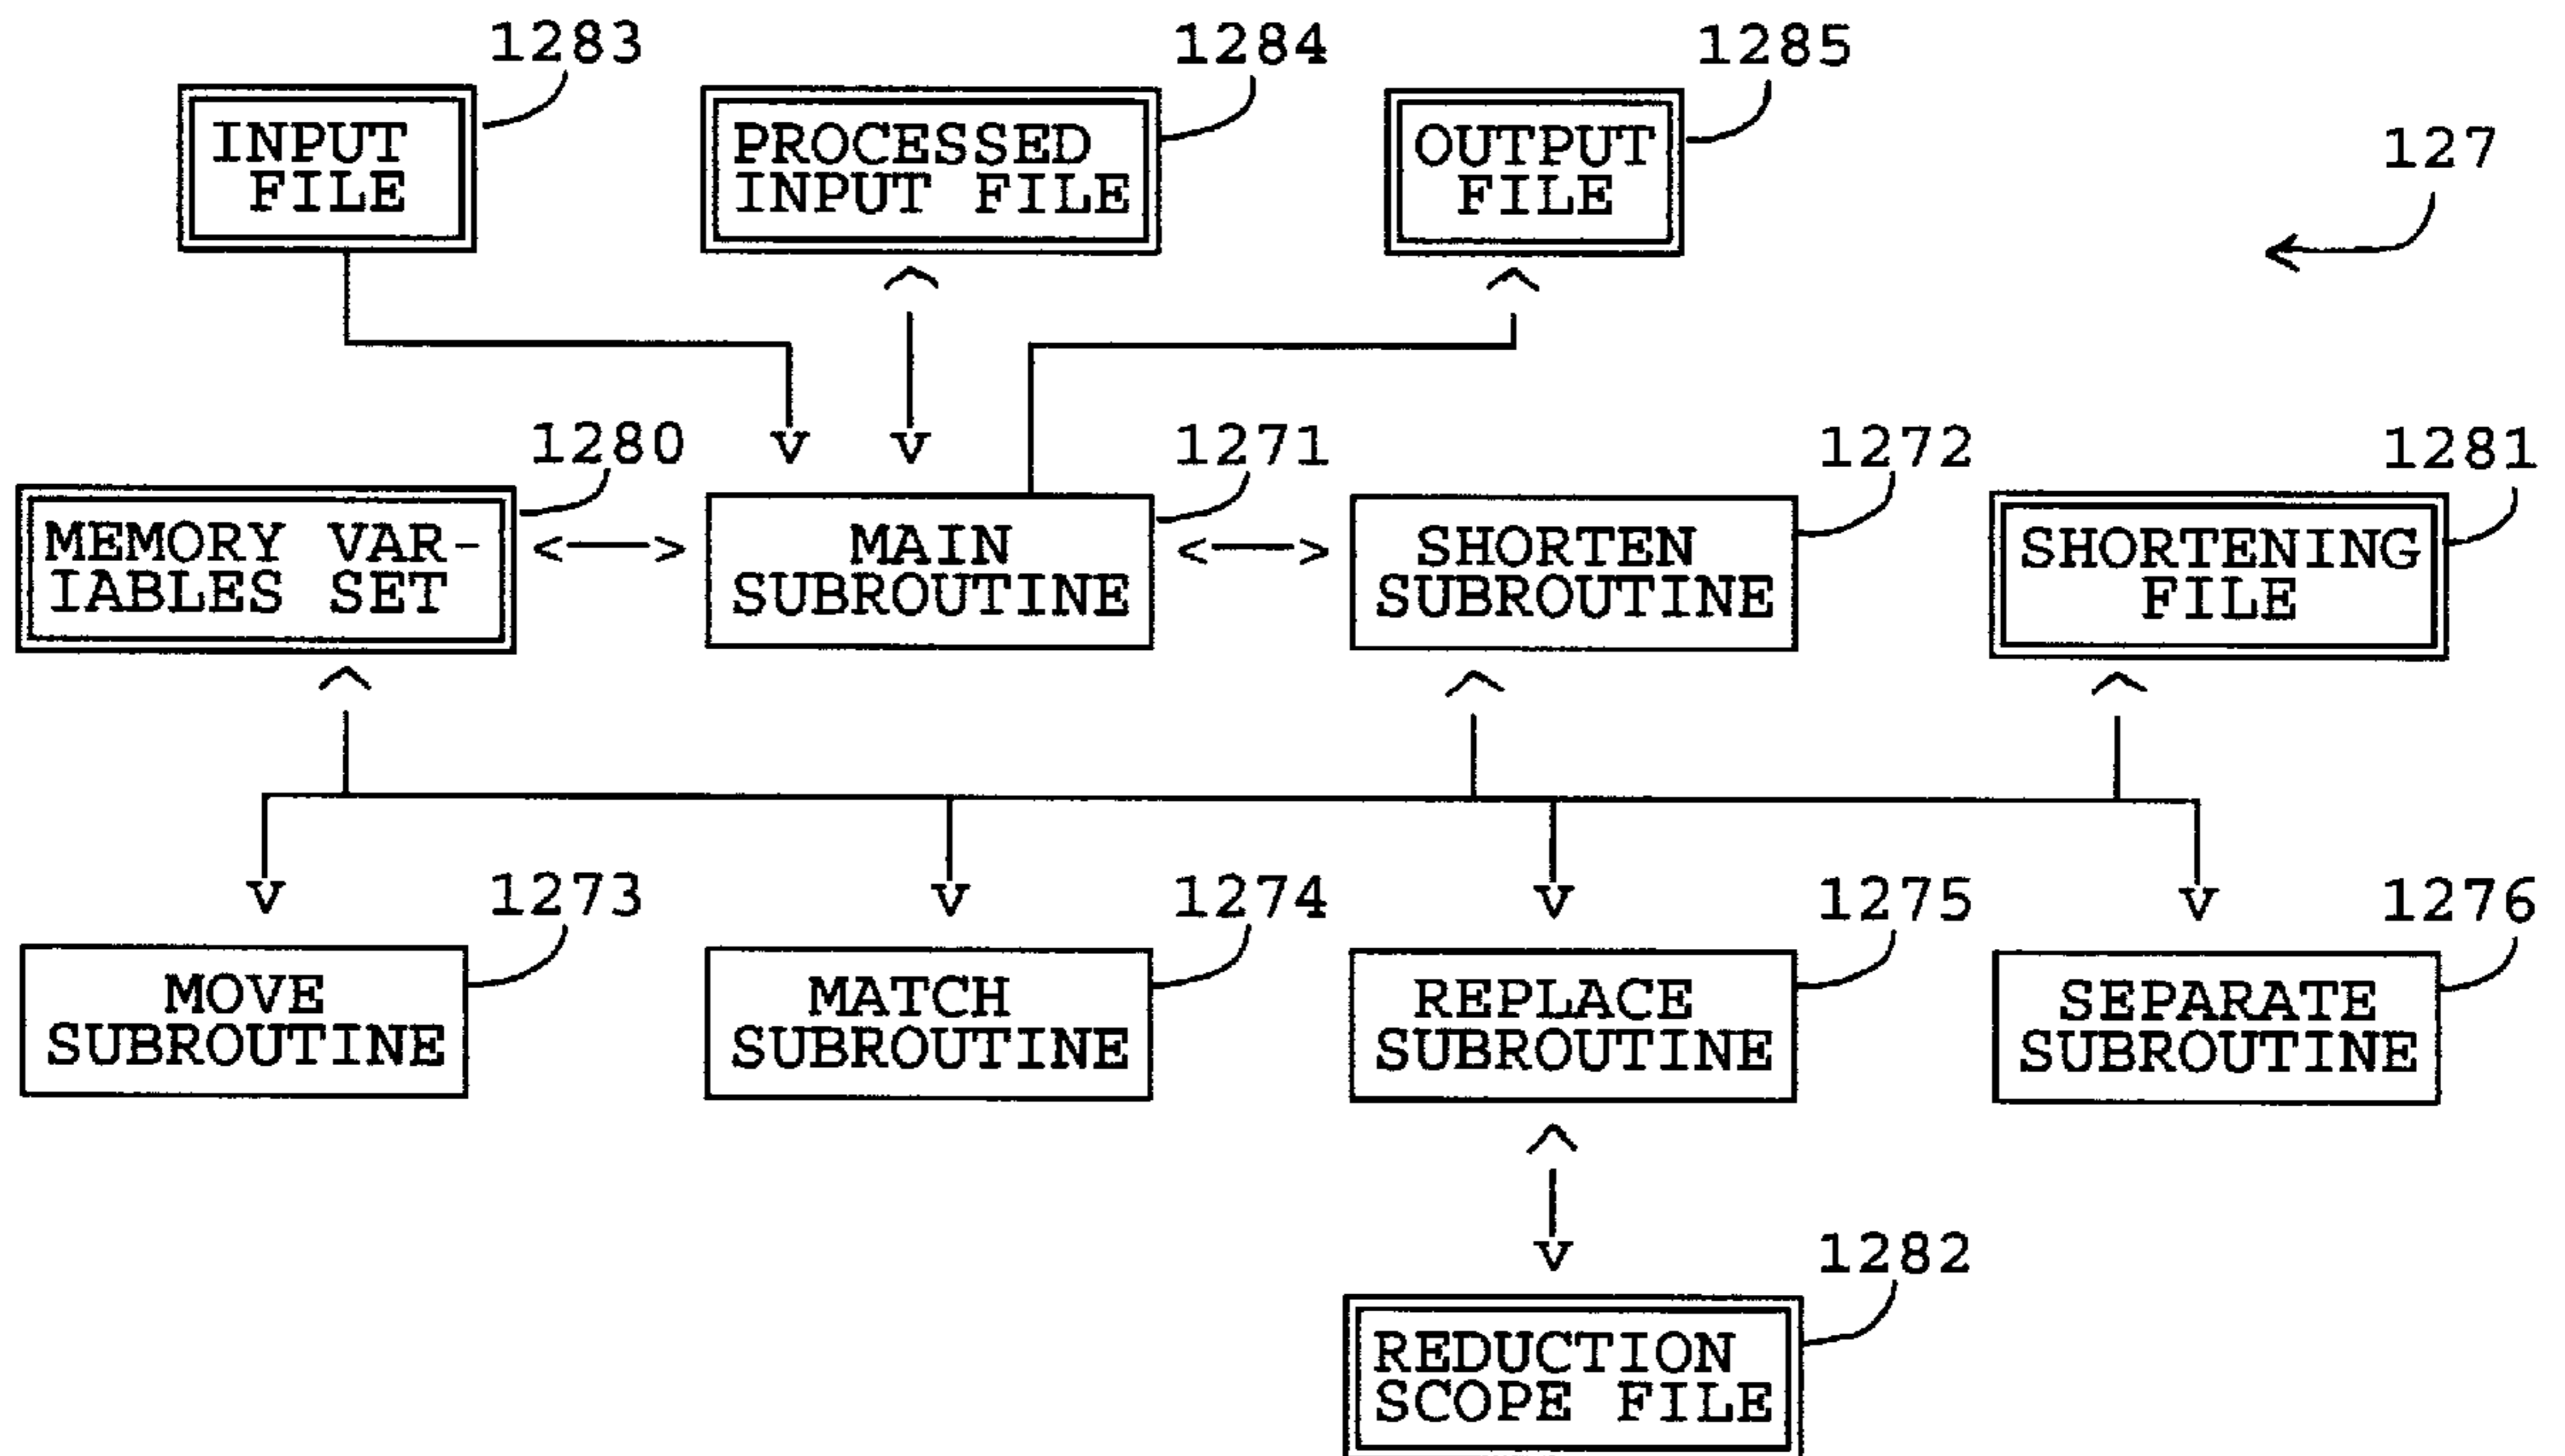 1283
1284
1285
INPUT
FILE
PROCESSED
INPUT FILE
OUTPUT
FILE
127
1280
1271
1272
1281
MEMORY VAR-
IABLES SET
MAIN
SUBROUTINE
SHORTEN
SUBROUTINE
SHORTENING
FILE
1273
1274
1275
1276
MOVE
SUBROUTINE
MATCH
SUBROUTINE
REPLACE
SUBROUTINE
SEPARATE
SUBROUTINE
1282
REDUCTION
SCOPE FILE